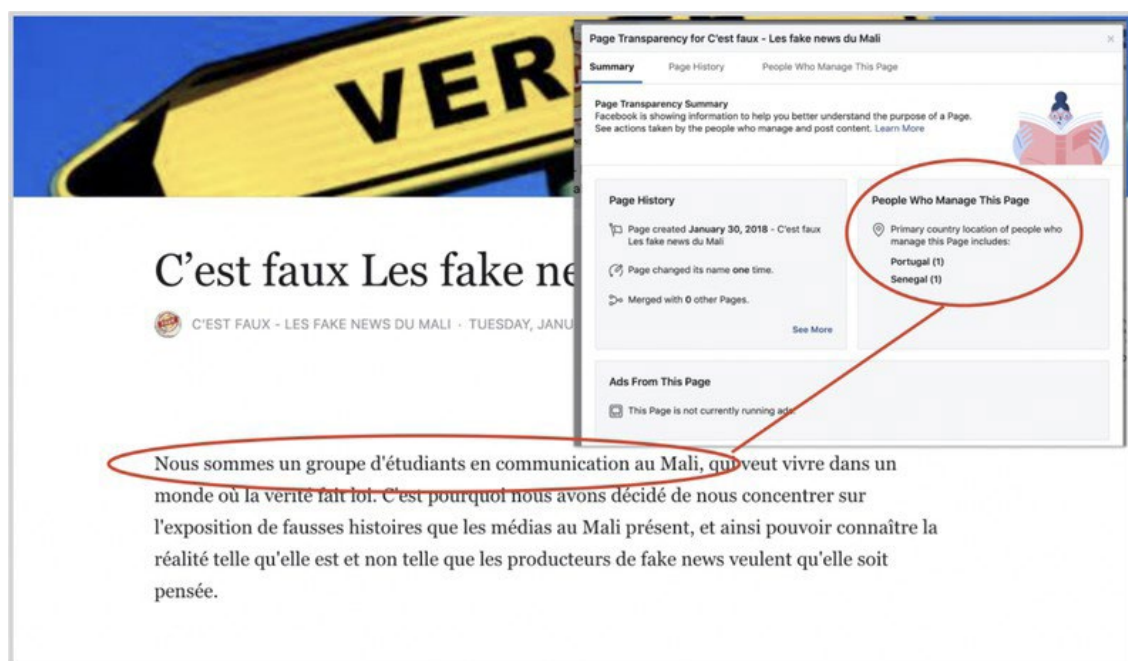 VER
Page Transparency for C'est faux - Les fake news du Mali
Summary Page History People Who Manage This Page
Page Transparency Summary
Facebook is showing information to help you better understand the purpose of a Page.
See actions taken by the people who manage and post content. Learn More
Page History
Page created January 30, 2018 - C'est faux
Les fake news du Mali
Page changed its name one time.
Merged with 0 other Pages.
See More
People Who Manage This Page
Primary country location of people who
manage this Page includes:
Portugal (1)
Senegal (1)
Ads From This Page
This Page is not currently running ads.
C'est faux Les fake ne
C'EST FAUX - LES FAKE NEWS DU MALI · TUESDAY, JANU
Nous sommes un groupe d'étudiants en communication au Mali, qui veut vivre dans un
monde où la vérité fait loi. C'est pourquoi nous avons décidé de nous concentrer sur
l'exposition de fausses histoires que les médias au Mali présent, et ainsi pouvoir connaître la
réalité telle qu'elle est et non telle que les producteurs de fake news veulent qu'elle soit
pensée.